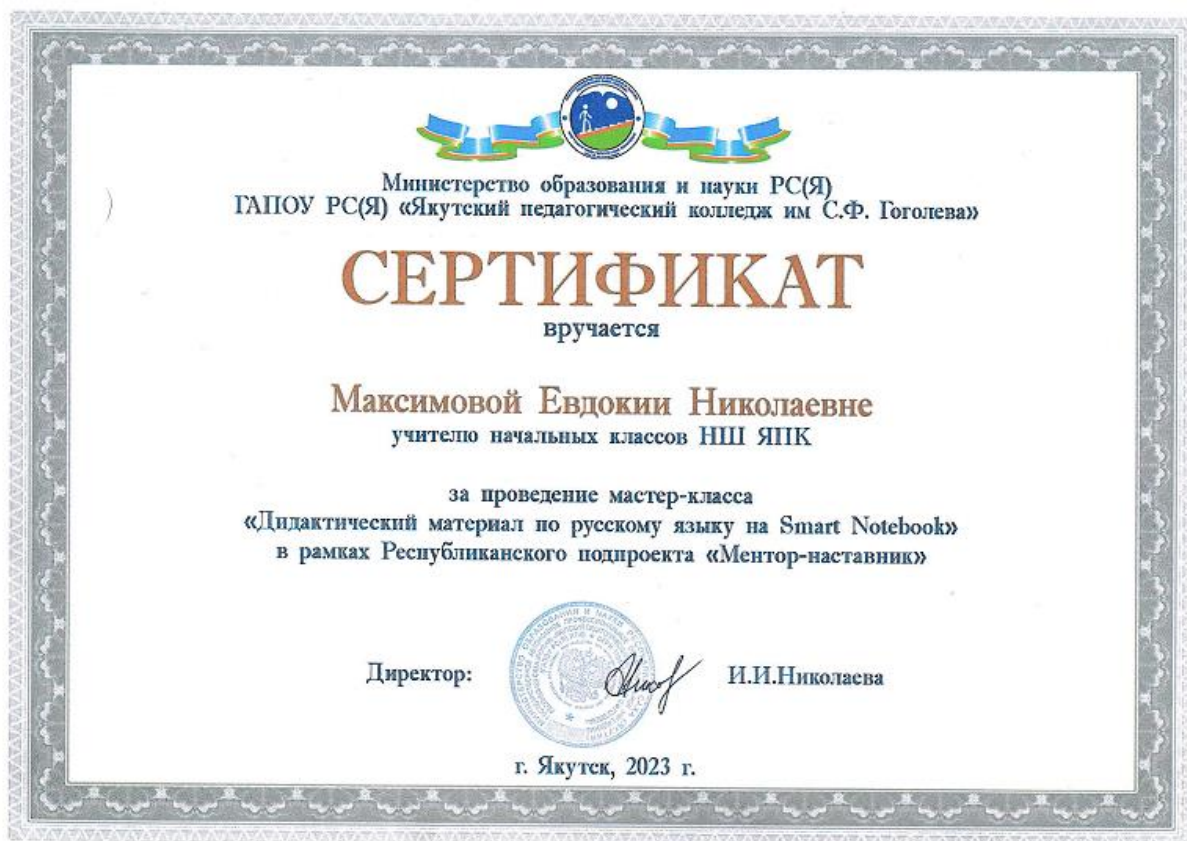 Министерство образования и науки РС(Я)
ГАПОУ РС(Я) «Якутский педагогический колледж им С.Ф. Гоголева»
СЕРТИФИКАТ
вручается
Максимовой Евдокии Николаевне
учителю начальных классов НШ ЯПК
за проведение мастер-класса
«Дидактический материал по русскому языку на Smart Notebook»
в рамках Республиканского подпроекта «Ментор-наставник»
Директор: И.И.Николаева
г. Якутск, 2023 г.